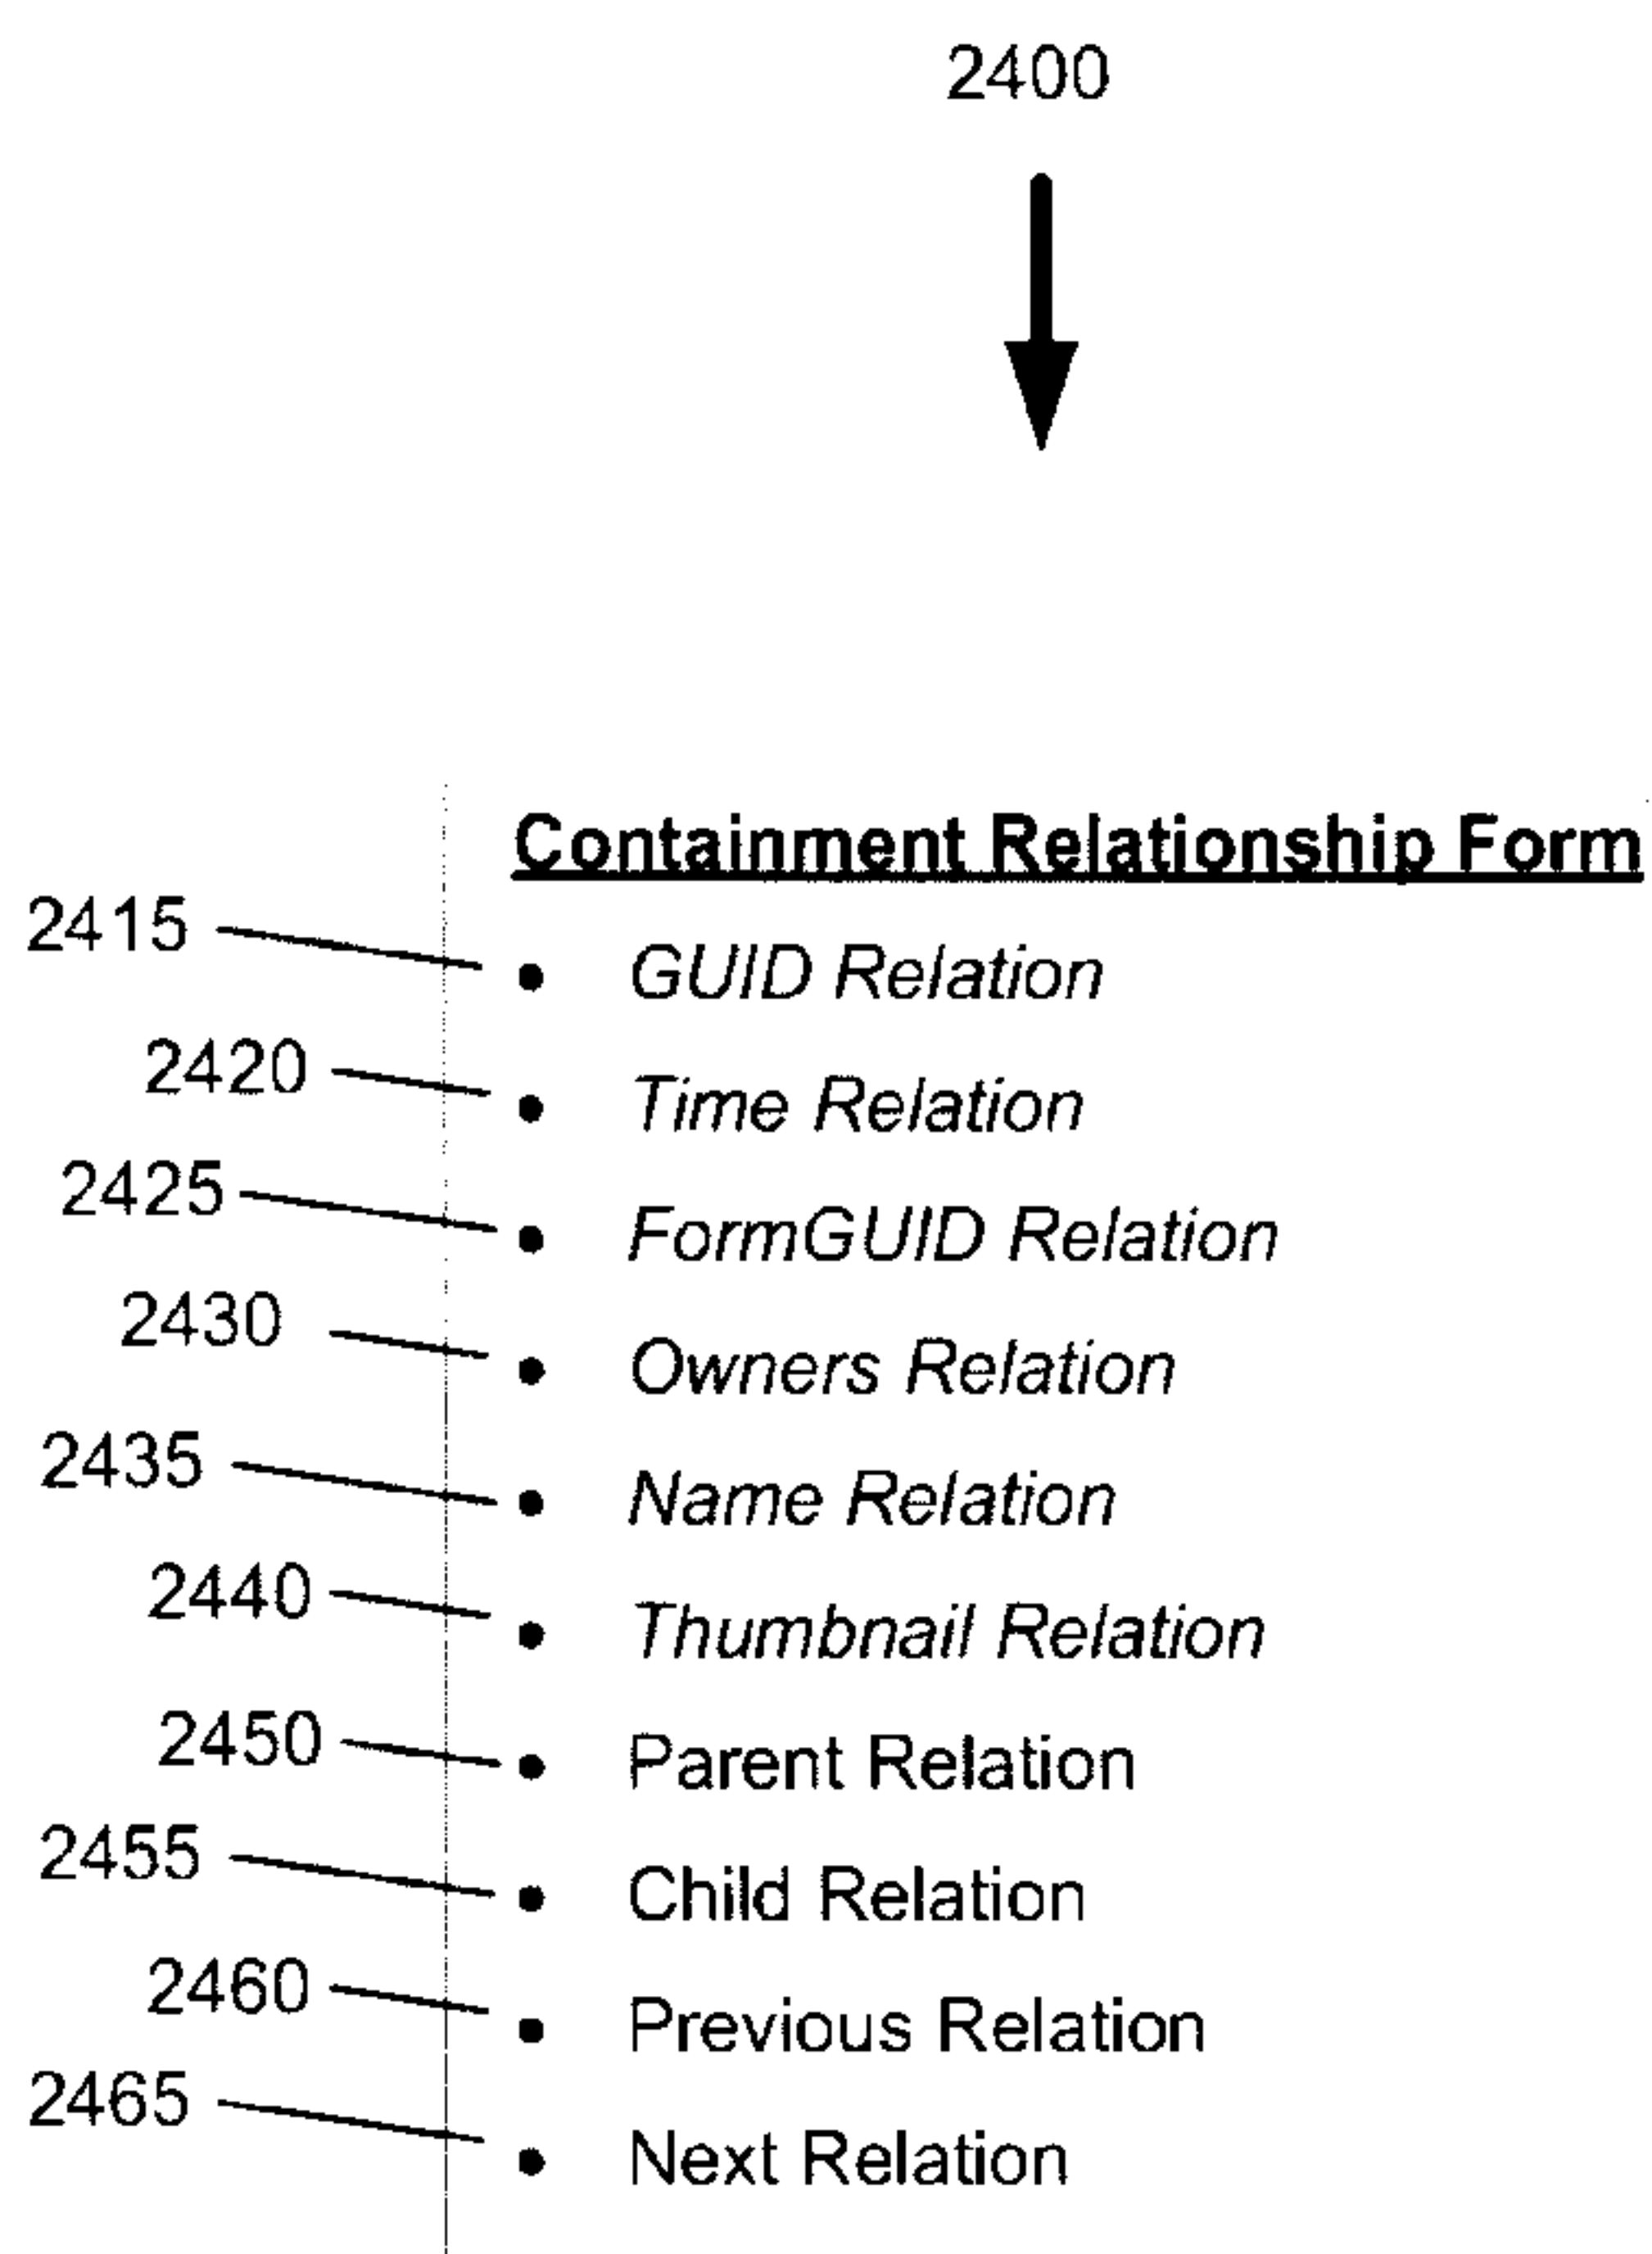 2400
Containment Relationship Form
2415 • GUID Relation
2420 • Time Relation
2425 • FormGUID Relation
2430 • Owners Relation
2435 • Name Relation
2440 • Thumbnail Relation
2450 • Parent Relation
2455 • Child Relation
2460 • Previous Relation
2465 • Next Relation